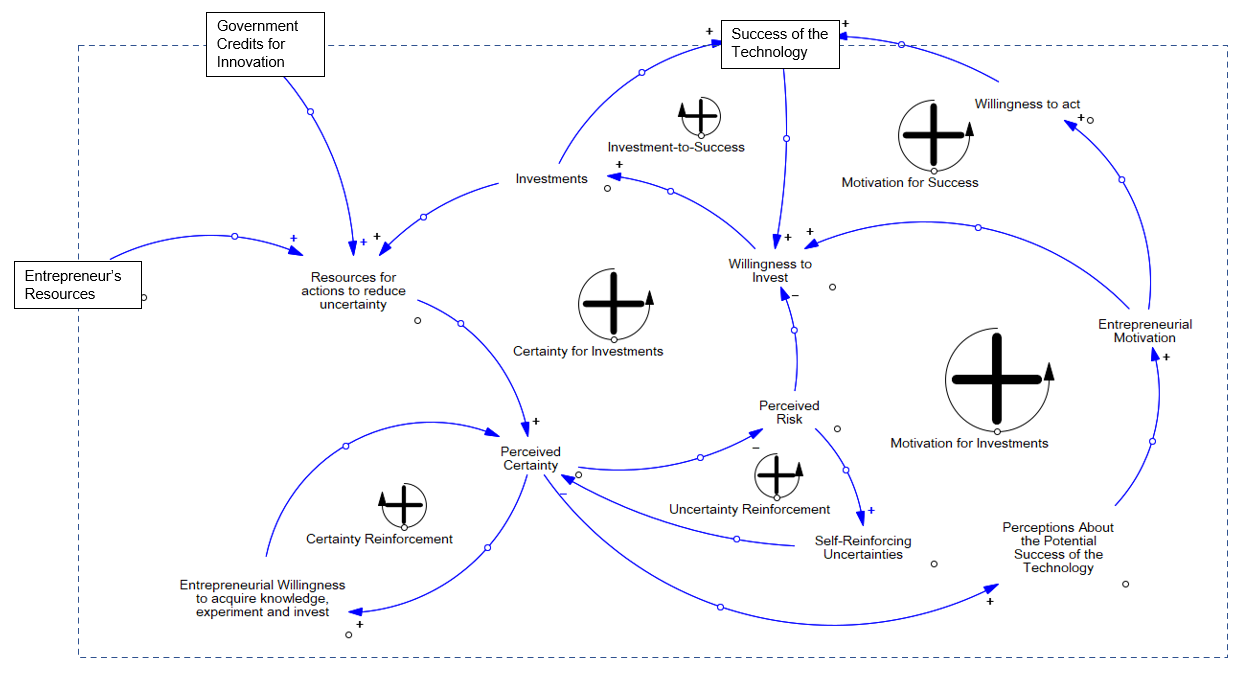 Government
Credits for
Innovation
+
Success of the
Technology
+
Willingness to act
+
Investment-to-Success
+
Motivation for Success
Investments
+
+
+
+
+
Willingness to
Invest
Entrepreneur's
Resources
Resources for
actions to reduce
uncertainty
–
Entrepreneurial
Motivation
+
Certainty for Investments
Perceived
Risk
+
–
Motivation for Investments
Perceived
Certainty
–
Uncertainty Reinforcement
+
Certainty Reinforcement
Self-Reinforcing
Uncertainties
Perceptions About
the Potential
Success of the
Technology
Entrepreneurial Willingness
to acquire knowledge,
experiment and invest
+
+